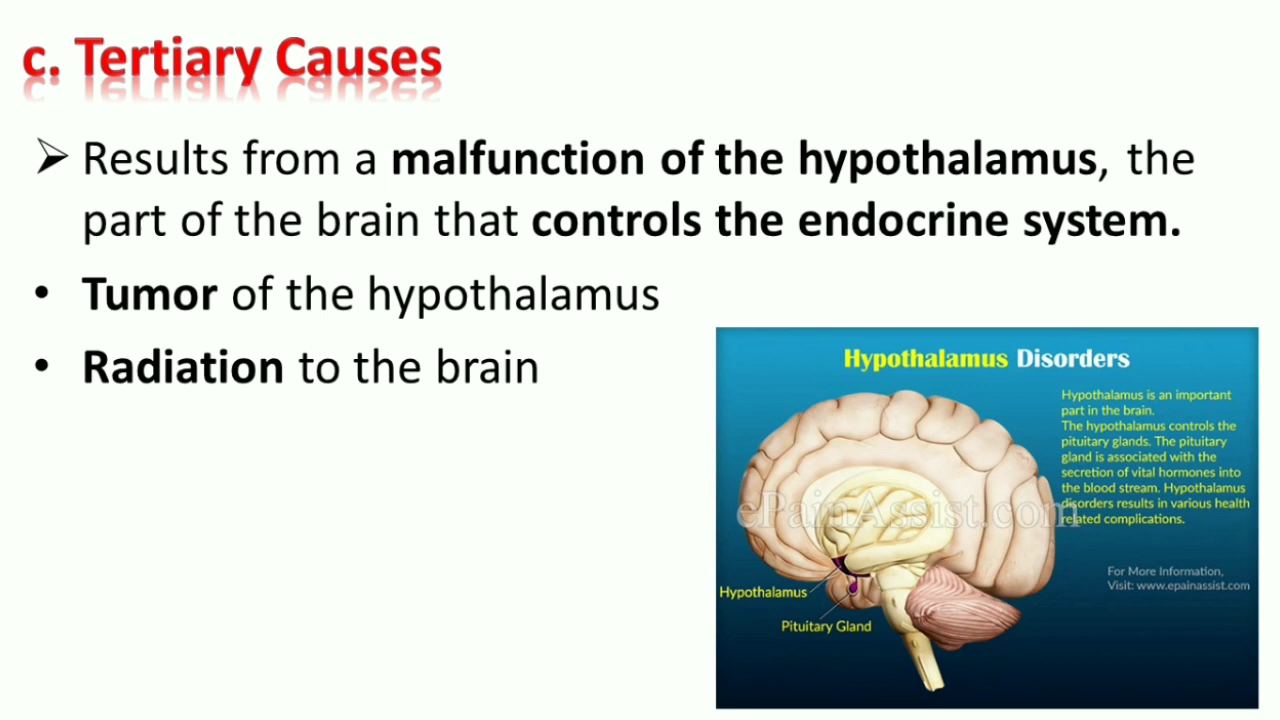 c. Tertiary Causes
➢ Results from a malfunction of the hypothalamus, the
part of the brain that controls the endocrine system.
• Tumor of the hypothalamus
• Radiation to the brain
Hypothalamus Disorders
Hypothalamus is an important
part in the brain.
The hypothalamus controls the
pituitary glands. The pituitary
gland is associated with the
secretion of vital hormones into
the blood stream. Hypothalamus
disorders results in various health
related complications.
ePainAssist.com
For More Information,
Visit: www.epainassist.com
Hypothalamus
Pituitary Gland